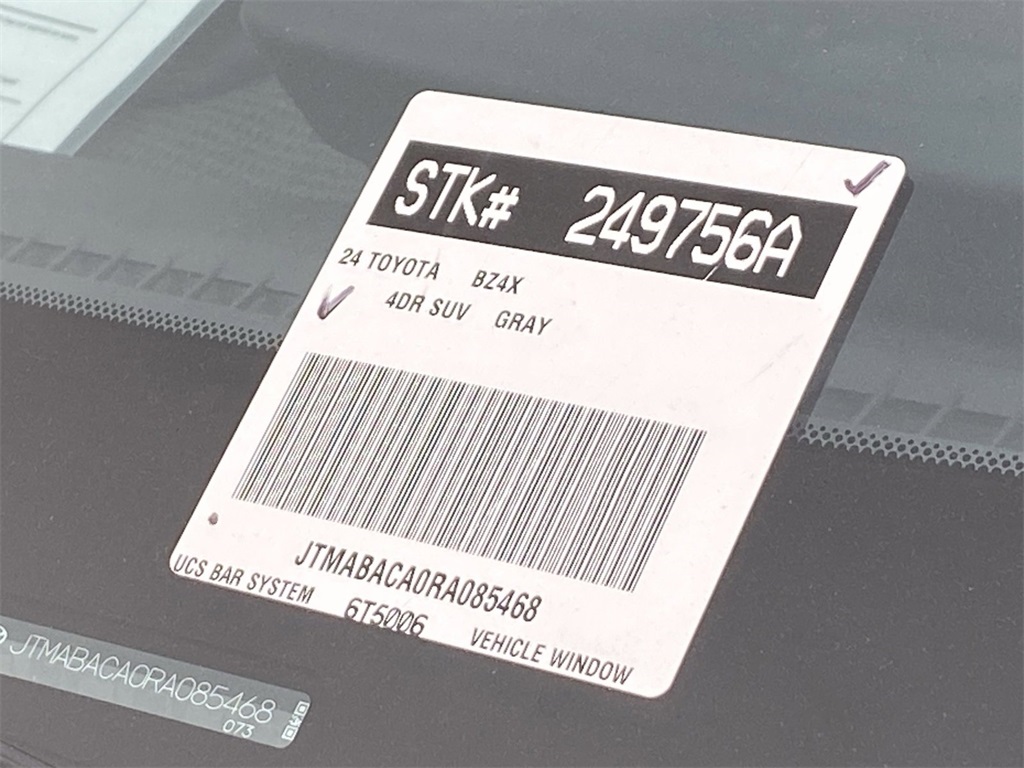 STK# 249756A
24 TOYOTA BZ4X
4DR SUV GRAY
JTMABACA0RA085468
UCS BAR SYSTEM 6T5006 VEHICLE WINDOW
JTMABACA0RA085468
073